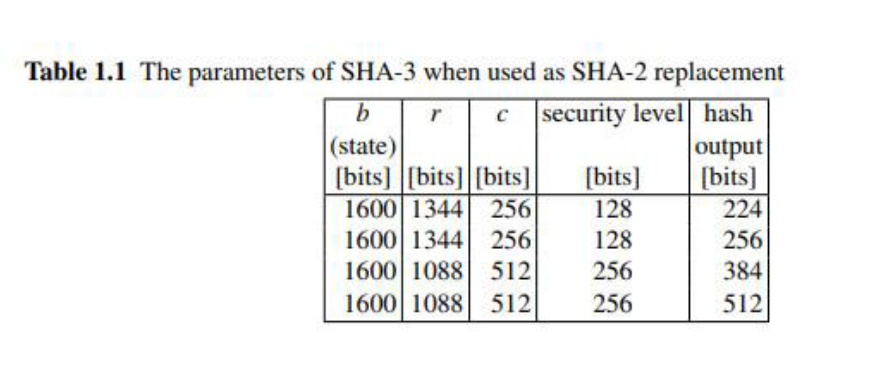 Table 1.1 The parameters of SHA-3 when used as SHA-2 replacement
b r c security level hash
(state) output
[bits] [bits] [bits] [bits] [bits]
1600 1344 256 128 224
1600 1344 256 128 256
1600 1088 512 256 384
1600 1088 512 256 512